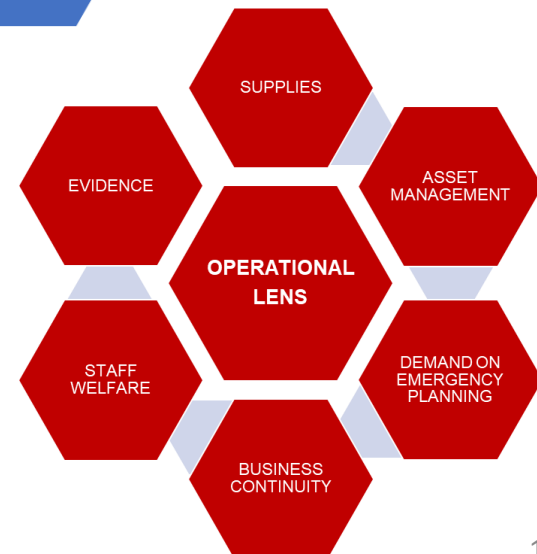 SUPPLIES
ASSET
MANAGEMENT
DEMAND ON
EMERGENCY
PLANNING
BUSINESS
CONTINUITY
STAFF
WELFARE
EVIDENCE
OPERATIONAL
LENS